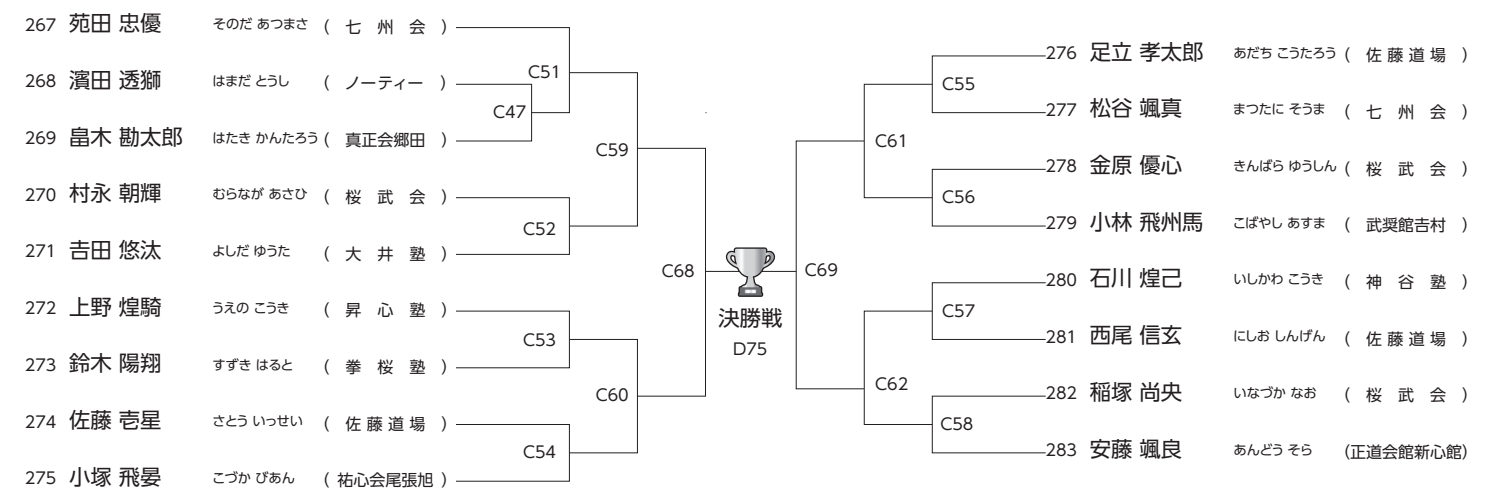 267 苑田 忠優 そのだ あつまさ ( 七 州 会 )
268 濱田 透獅 はまだ とうし ( ノーティー )
269 畠木 勘太郎 はたき かんたろう ( 真正会郷田 )
270 村永 朝輝 むらなが あさひ ( 桜 武 会 )
271 𠮷田 悠汰 よしだ ゆうた ( 大 井 塾 )
272 上野 煌騎 うえの こうき ( 昇 心 塾 )
273 鈴木 陽翔 すずき はると ( 拳 桜 塾 )
274 佐藤 壱星 さとう いっせい ( 佐藤道場 )
275 小塚 飛晏 こづか びあん ( 祐心会尾張旭 )
C51
C47
C59
C52
C53
C60
C54
C68
決勝戦
D75
C69
C55
C61
C56
C57
C62
C58
276 足立 孝太郎 あだち こうたろう ( 佐藤道場 )
277 松谷 颯真 まつたに そうま ( 七 州 会 )
278 金原 優心 きんばら ゆうしん ( 桜 武 会 )
279 小林 飛州馬 こばやし あすま ( 武奨館吉村 )
280 石川 煌己 いしかわ こうき ( 神 谷 塾 )
281 西尾 信玄 にしお しんげん ( 佐藤道場 )
282 稲塚 尚央 いなづか なお ( 桜 武 会 )
283 安藤 颯良 あんどう そら (正道会館新心館)